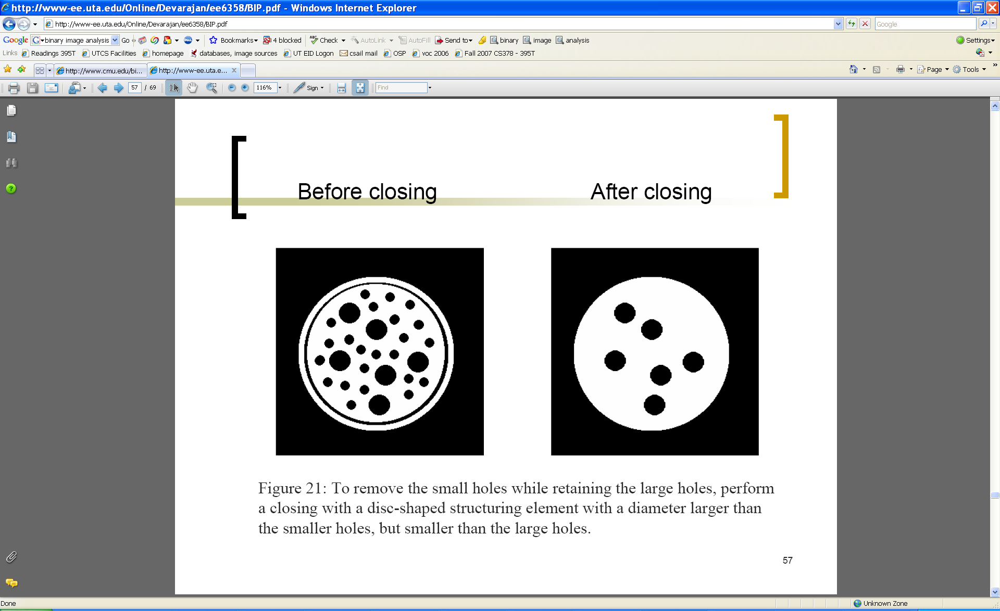 http://www-ee.uta.edu/Online/Devarajan/ee6358/BIP.pdf - Windows Internet Explorer
http://www-ee.uta.edu/Online/Devarajan/ee6358/BIP.pdf
Google
Google G binary image analysis Go Bookmarks 4 blocked ABC Check AutoLink AutoFill Send to binary image analysis Settings
Links Readings 395T UTCS Facilities homepage databases, image sources UT EID Logon csail mail OSP voc 2006 Fall 2007 CS378 - 395T
http://www.cmu.edu/bi... http://www-ee.uta.e... Page Tools
57 / 69 116% Sign Find
Before closing After closing
Figure 21: To remove the small holes while retaining the large holes, perform
a closing with a disc-shaped structuring element with a diameter larger than
the smaller holes, but smaller than the large holes.
57
Done Unknown Zone